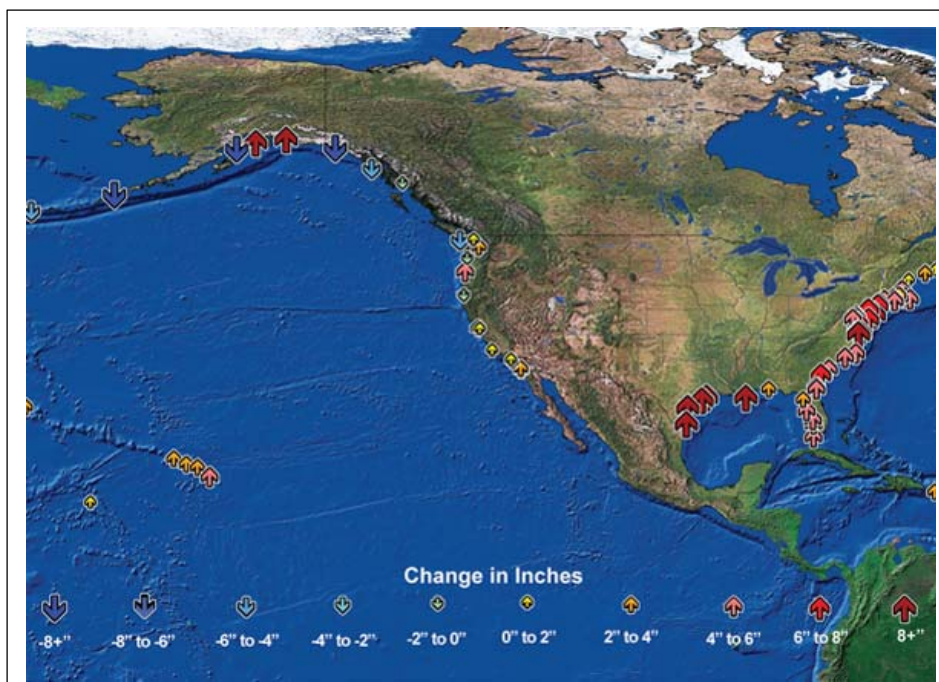 Change in Inches
-8+” -8” to -6” -6” to -4” -4” to -2” -2” to 0” 0” to 2” 2” to 4” 4” to 6” 6” to 8” 8+”